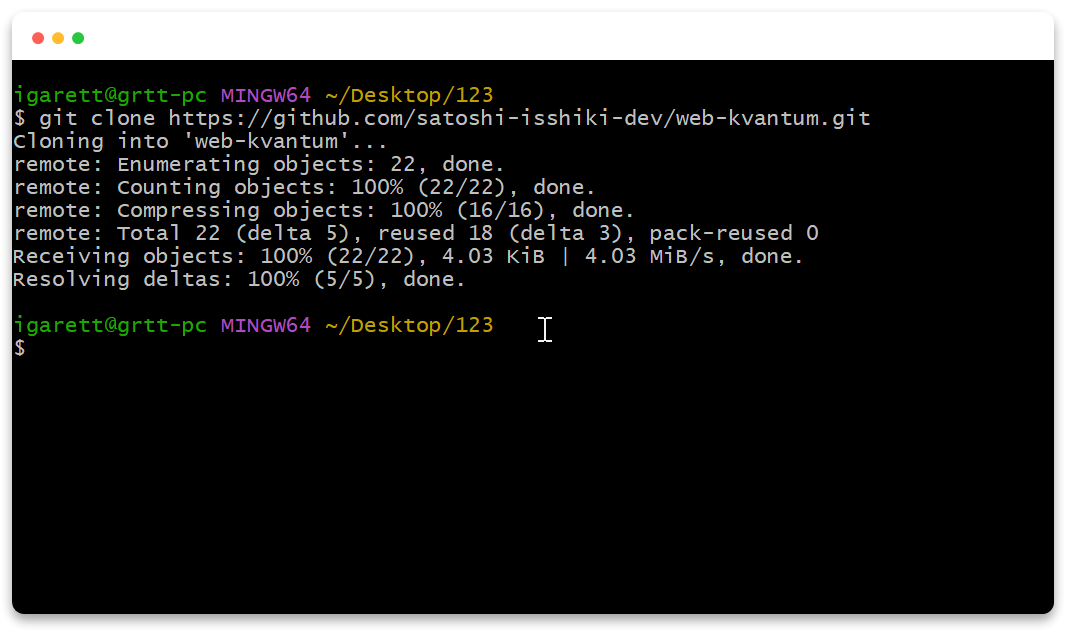 igarett@grtt-pc MINGW64 ~/Desktop/123
$ git clone https://github.com/satoshi-isshiki-dev/web-kvantum.git
Cloning into 'web-kvantum'...
remote: Enumerating objects: 22, done.
remote: Counting objects: 100% (22/22), done.
remote: Compressing objects: 100% (16/16), done.
remote: Total 22 (delta 5), reused 18 (delta 3), pack-reused 0
Receiving objects: 100% (22/22), 4.03 KiB | 4.03 MiB/s, done.
Resolving deltas: 100% (5/5), done.
igarett@grtt-pc MINGW64 ~/Desktop/123
$